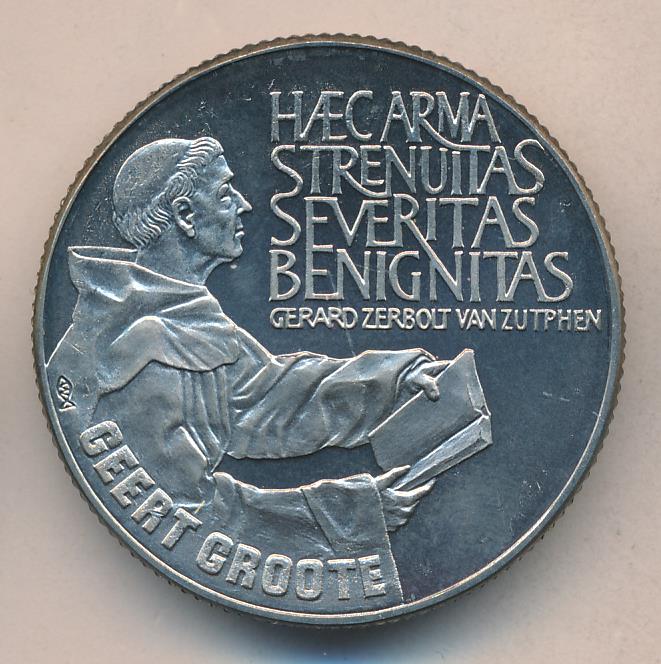 HÆC ARMA
STRENUITAS
SEVERITAS
BENIGNITAS
GERARD ZERBOLT VAN ZUTPHEN
GEERT GROOTE